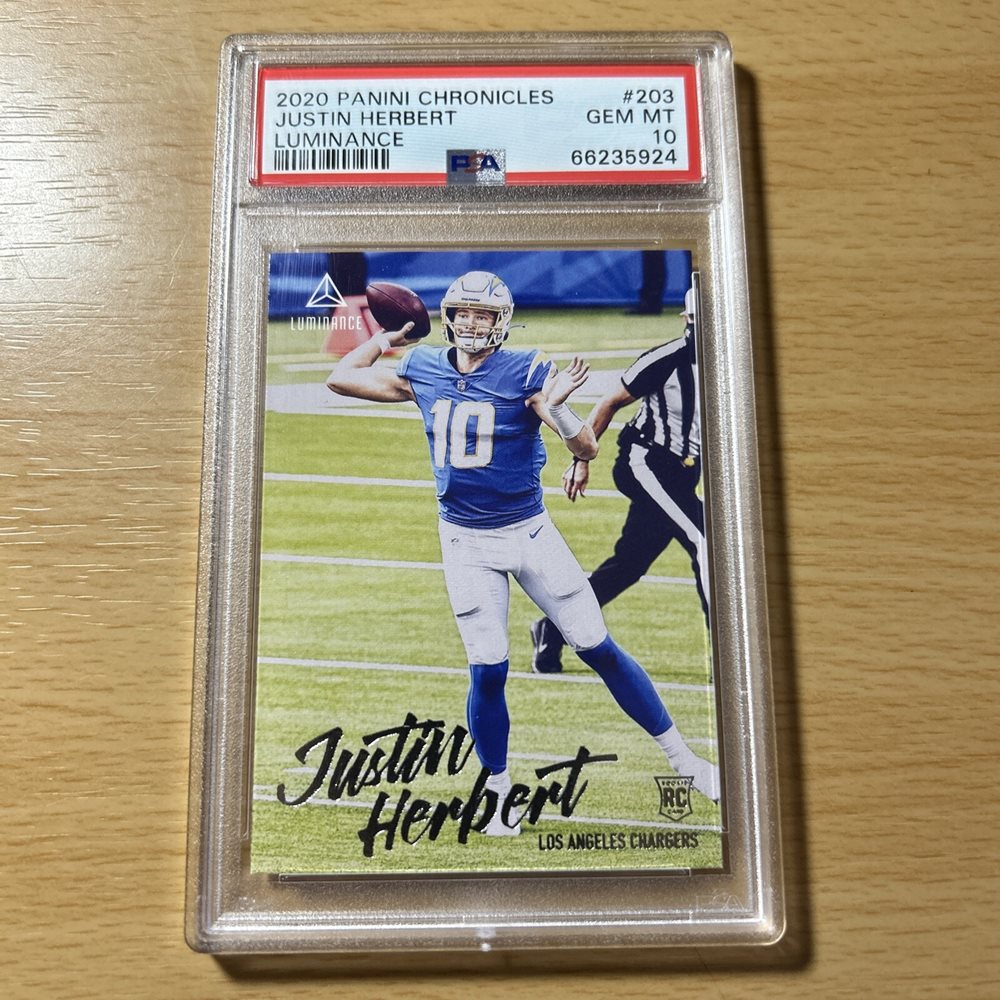 2020 PANINI CHRONICLES #203
JUSTIN HERBERT GEM MT
LUMINANCE 10
PSA 66235924
LUMINANCE
10
Justin
Herbert
RC
LOS ANGELES CHARGERS